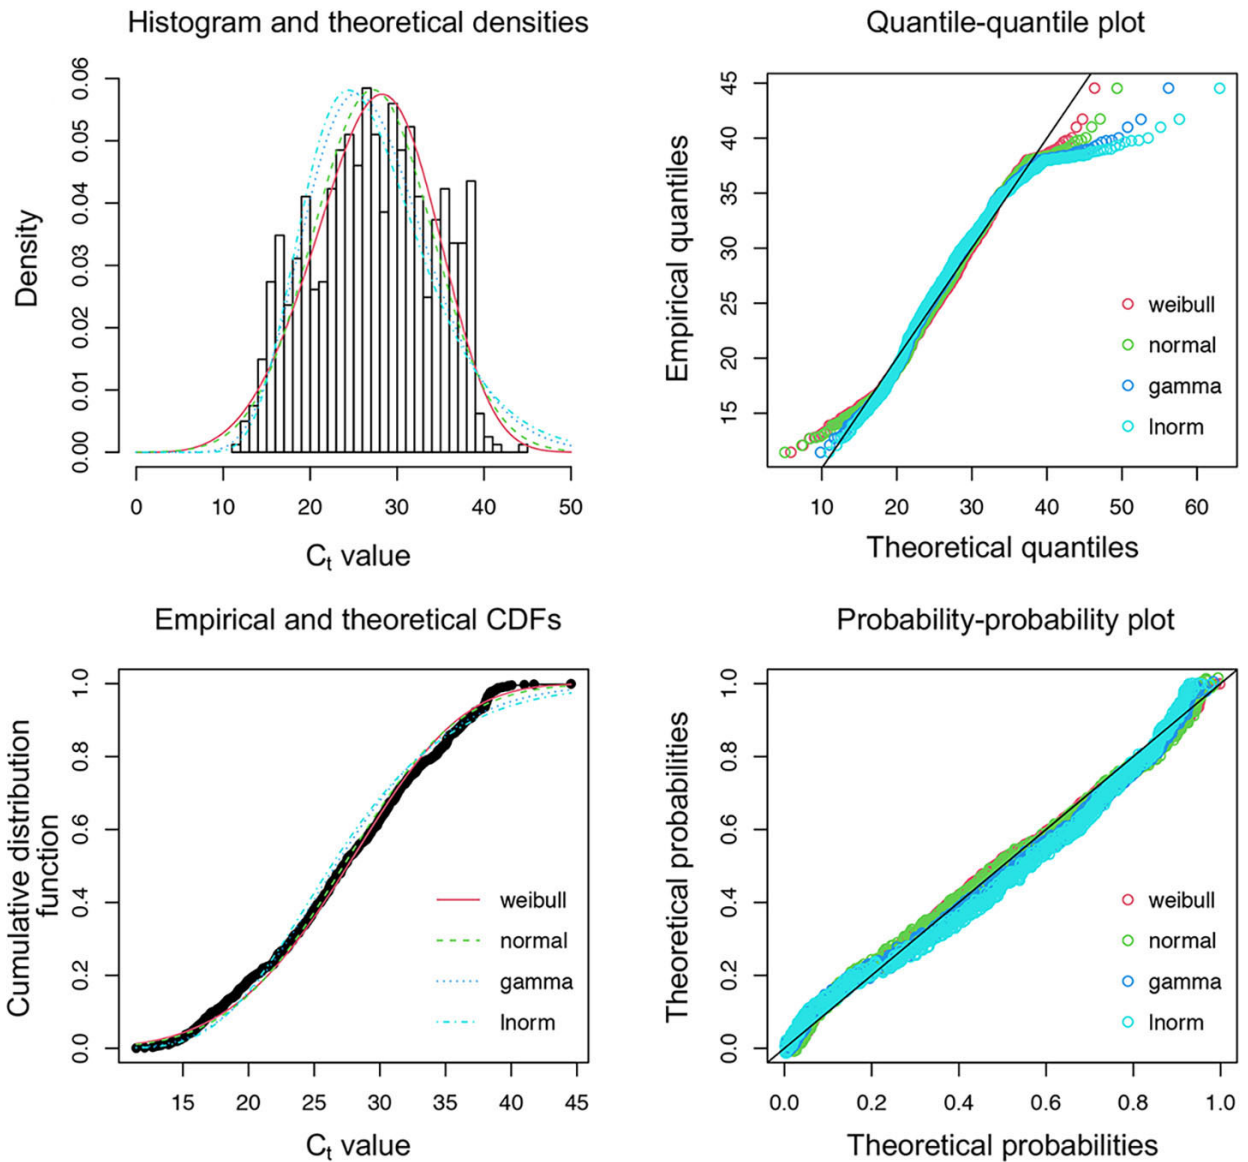 Histogram and theoretical densities
Density
0.00 0.01 0.02 0.03 0.04 0.05 0.06
0 10 20 30 40 50
Ct value
Quantile-quantile plot
Empirical quantiles
15 20 25 30 35 40 45
weibull
normal
gamma
lnorm
10 20 30 40 50 60
Theoretical quantiles
Empirical and theoretical CDFs
Cumulative distribution
function
0.0 0.2 0.4 0.6 0.8 1.0
weibull
normal
gamma
lnorm
15 20 25 30 35 40 45
Ct value
Probability-probability plot
Theoretical probabilities
0.0 0.2 0.4 0.6 0.8 1.0
weibull
normal
gamma
lnorm
0.0 0.2 0.4 0.6 0.8 1.0
Theoretical probabilities